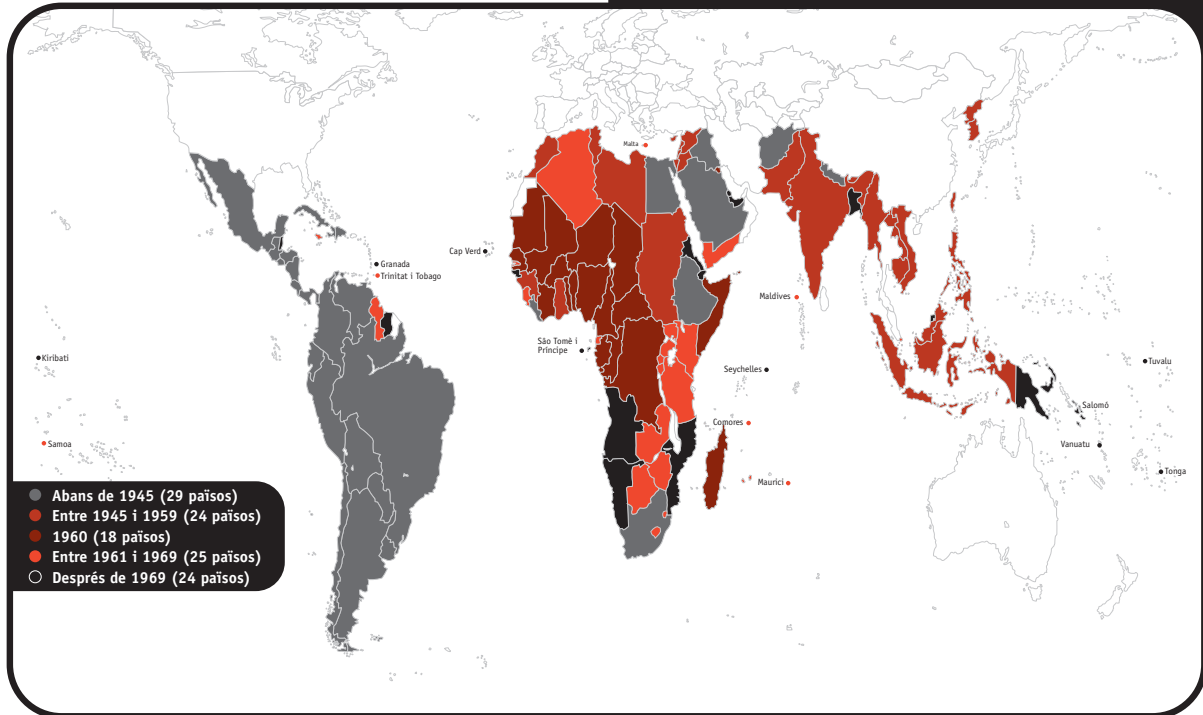 Malta
Cap Verd
Granada
Trinitat i Tobago
Maldives
São Tomè i
Príncipe
Kiribati
Seychelles
Tuvalu
Salomó
Comores
Samoa
Vanuatu
Tonga
Maurici
Abans de 1945 (29 països)
Entre 1945 i 1959 (24 països)
1960 (18 països)
Entre 1961 i 1969 (25 països)
Després de 1969 (24 països)